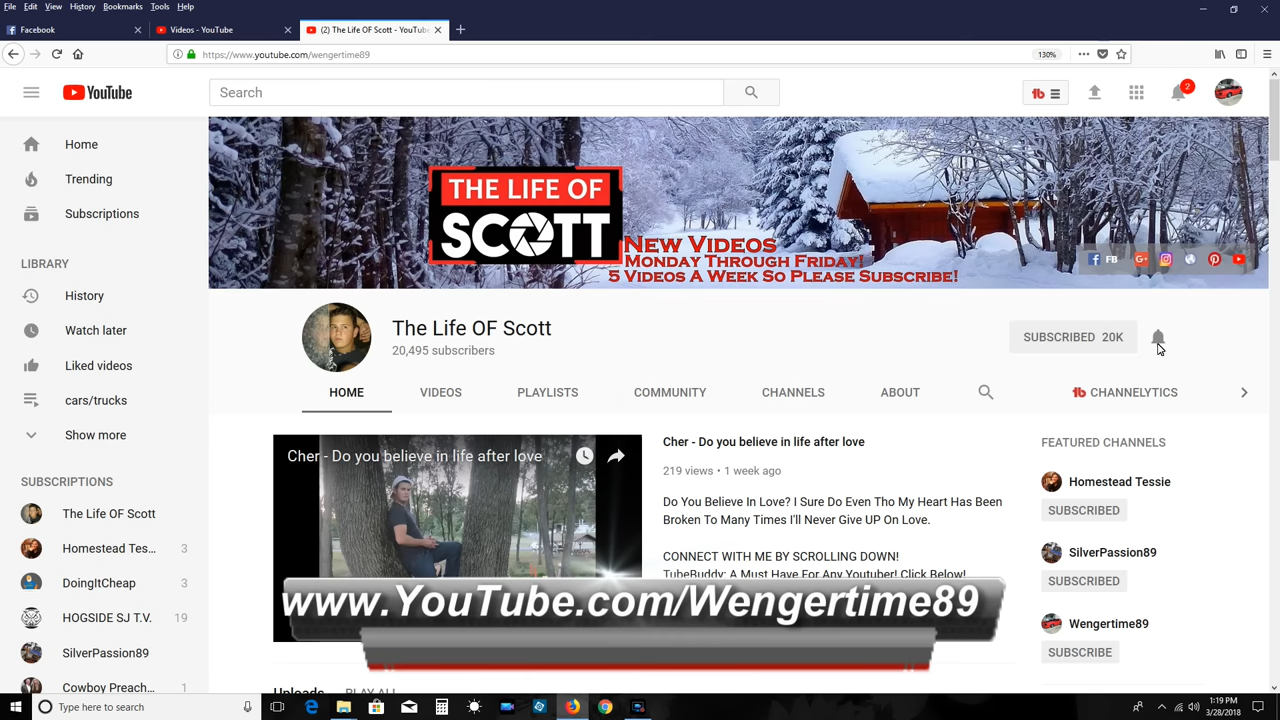 File Edit View History Bookmarks Tools Help
Facebook
Videos - YouTube
(2) The Life OF Scott - YouTube
https://www.youtube.com/wengertime89
130%
YouTube
Search
2
Home
Trending
Subscriptions
LIBRARY
History
Watch later
Liked videos
cars/trucks
Show more
SUBSCRIPTIONS
The Life OF Scott
Homestead Tes... 3
DoingItCheap 3
HOGSIDE SJ T.V. 19
SilverPassion89
Cowboy Preach... 1
THE LIFE OF
SCOTT
NEW VIDEOS
MONDAY THROUGH FRIDAY!
5 VIDEOS A WEEK SO PLEASE SUBSCRIBE!
FB
The Life OF Scott
20,495 subscribers
SUBSCRIBED 20K
HOME VIDEOS PLAYLISTS COMMUNITY CHANNELS ABOUT CHANNELYTICS
Cher - Do you believe in life after love
Cher - Do you believe in life after love
219 views • 1 week ago
Do You Believe In Love? I Sure Do Even Tho My Heart Has Been
Broken To Many Times I'll Never Give UP On Love.
CONNECT WITH ME BY SCROLLING DOWN!
TubeBuddy: A Must Have For Any Youtuber! Click Below!
www.YouTube.com/Wengertime89
Uploads PLAY ALL
FEATURED CHANNELS
Homestead Tessie
SUBSCRIBED
SilverPassion89
SUBSCRIBED
Wengertime89
SUBSCRIBE
Type here to search
1:19 PM
3/28/2018